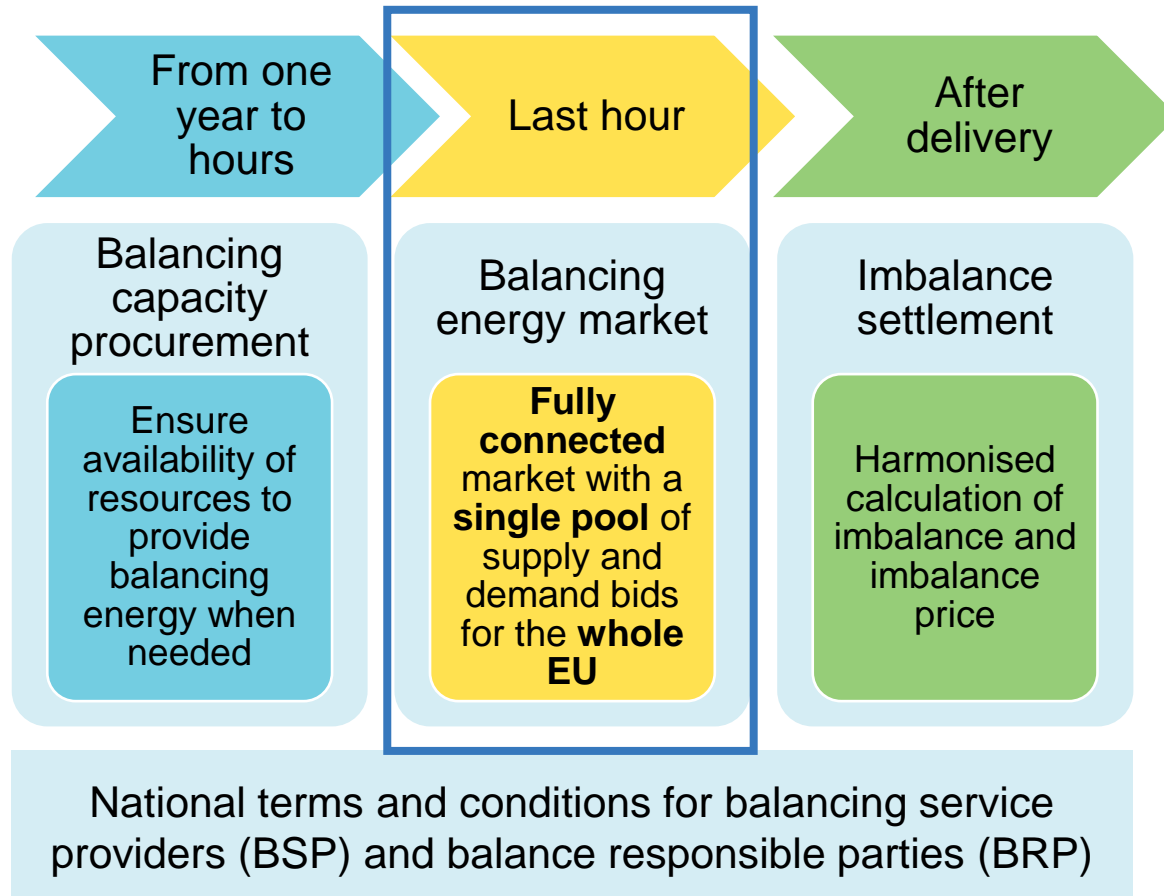 From one
year to
hours
Last hour
After
delivery
Balancing
capacity
procurement
Ensure
availability of
resources to
provide
balancing
energy when
needed
Balancing
energy market
Fully
connected
market with a
single pool of
supply and
demand bids
for the whole
EU
Imbalance
settlement
Harmonised
calculation of
imbalance and
imbalance
price
National terms and conditions for balancing service
providers (BSP) and balance responsible parties (BRP)